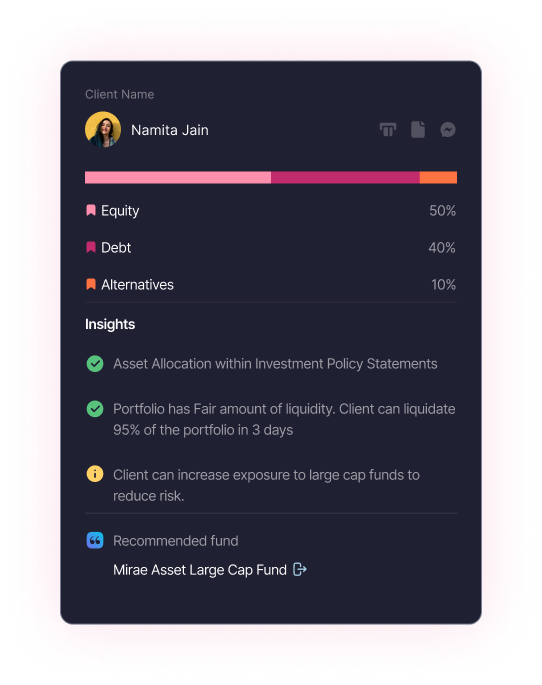 Client Name
Namita Jain
Equity 50%
Debt 40%
Alternatives 10%
Insights
Asset Allocation within Investment Policy Statements
Portfolio has Fair amount of liquidity. Client can liquidate
95% of the portfolio in 3 days
Client can increase exposure to large cap funds to
reduce risk.
Recommended fund
Mirae Asset Large Cap Fund